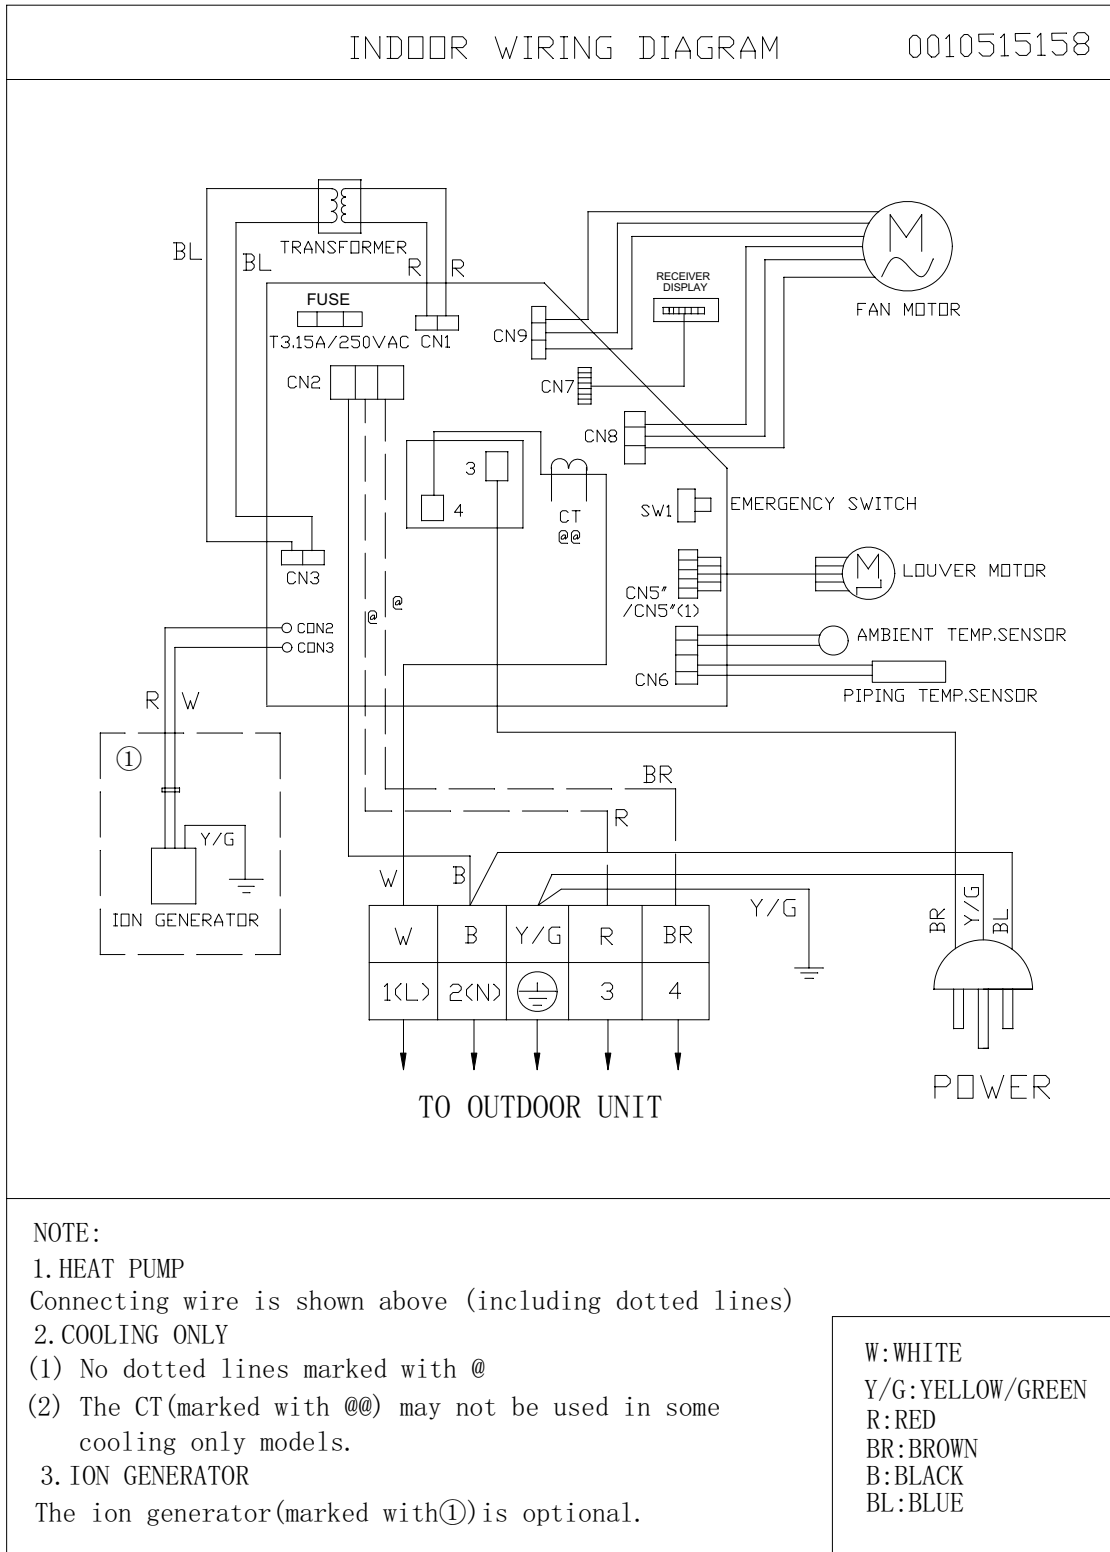 INDOOR WIRING DIAGRAM 0010515158
TRANSFORMER
BL
BL
R
R
FUSE
T3.15A/250VAC
CN1
CN9
RECEIVER
DISPLAY
M
FAN MOTOR
CN2
CN7
CN8
3
4
CT
@@
SW1
EMERGENCY SWITCH
CN3
CN5"
/CN5"(1)
M
LOUVER MOTOR
@
@
CON2
CON3
CN6
AMBIENT TEMP.SENSOR
PIPING TEMP.SENSOR
R
W
①
Y/G
ION GENERATOR
BR
R
W
B
Y/G
BR
Y/G
BL
W B Y/G R BR
1(L) 2(N) 3 4
TO OUTDOOR UNIT
POWER
NOTE:
1.HEAT PUMP
Connecting wire is shown above (including dotted lines)
2.COOLING ONLY
(1) No dotted lines marked with @
(2) The CT(marked with @@) may not be used in some
cooling only models.
3.ION GENERATOR
The ion generator(marked with①)is optional.
W:WHITE
Y/G:YELLOW/GREEN
R:RED
BR:BROWN
B:BLACK
BL:BLUE